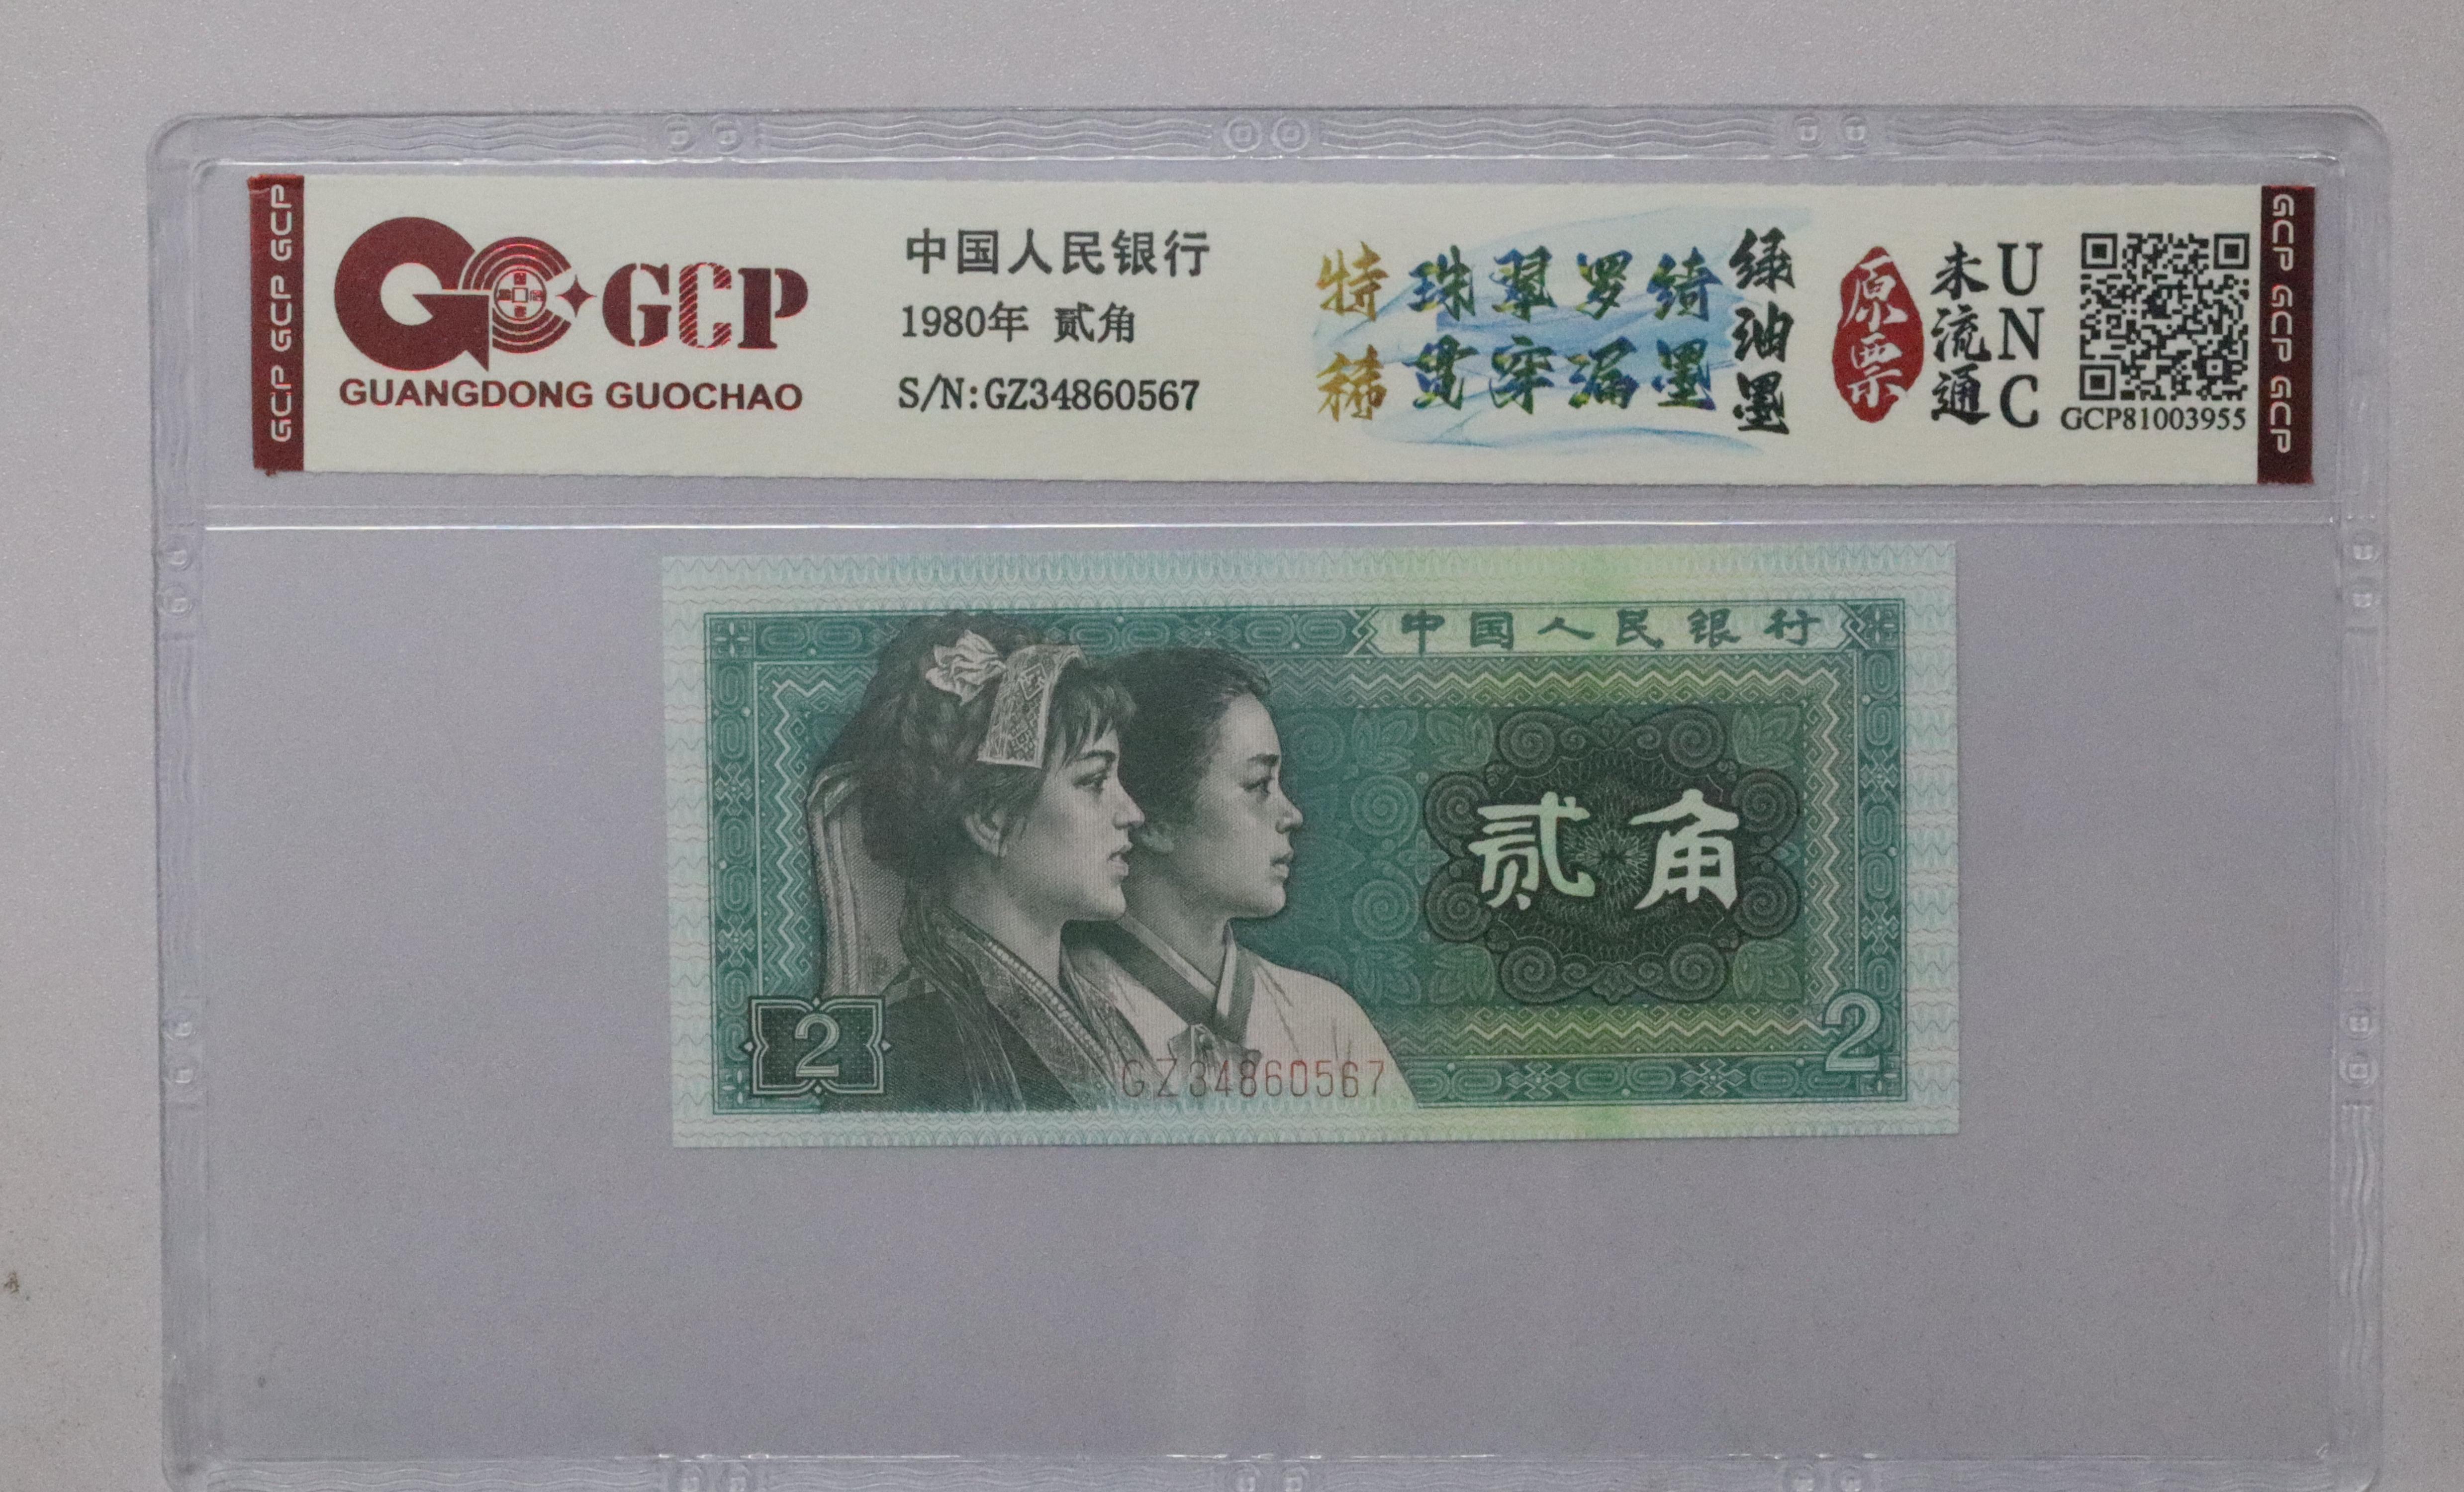 GCP GCP GCP
GCP
GUANGDONG GUOCHAO
中国人民银行
1980年 贰角
S/N:GZ34860567
特稀
珠翠罗绮
贯穿漏墨
绿油墨
原票
未流通
UNC
GCP81003955
GCP GCP GCP
中国人民银行
贰角
2
2
GZ34860567